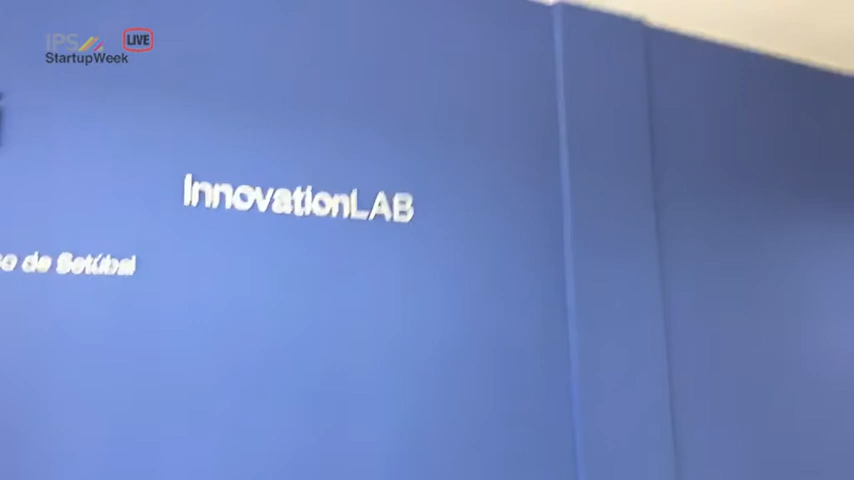 IPS
LIVE
StartupWeek
InnovationLAB
de Setúbal